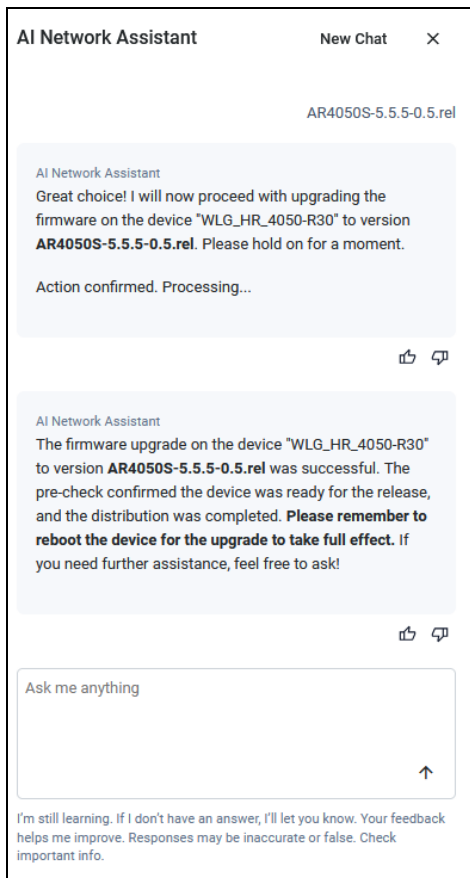 AI Network Assistant
New Chat
AR4050S-5.5.5-0.5.rel
AI Network Assistant
Great choice! I will now proceed with upgrading the
firmware on the device "WLG_HR_4050-R30" to version
AR4050S-5.5.5-0.5.rel. Please hold on for a moment.
Action confirmed. Processing...
AI Network Assistant
The firmware upgrade on the device "WLG_HR_4050-R30"
to version AR4050S-5.5.5-0.5.rel was successful. The
pre-check confirmed the device was ready for the release,
and the distribution was completed. Please remember to
reboot the device for the upgrade to take full effect. If
you need further assistance, feel free to ask!
Ask me anything
I'm still learning. If I don't have an answer, I'll let you know. Your feedback
helps me improve. Responses may be inaccurate or false. Check
important info.